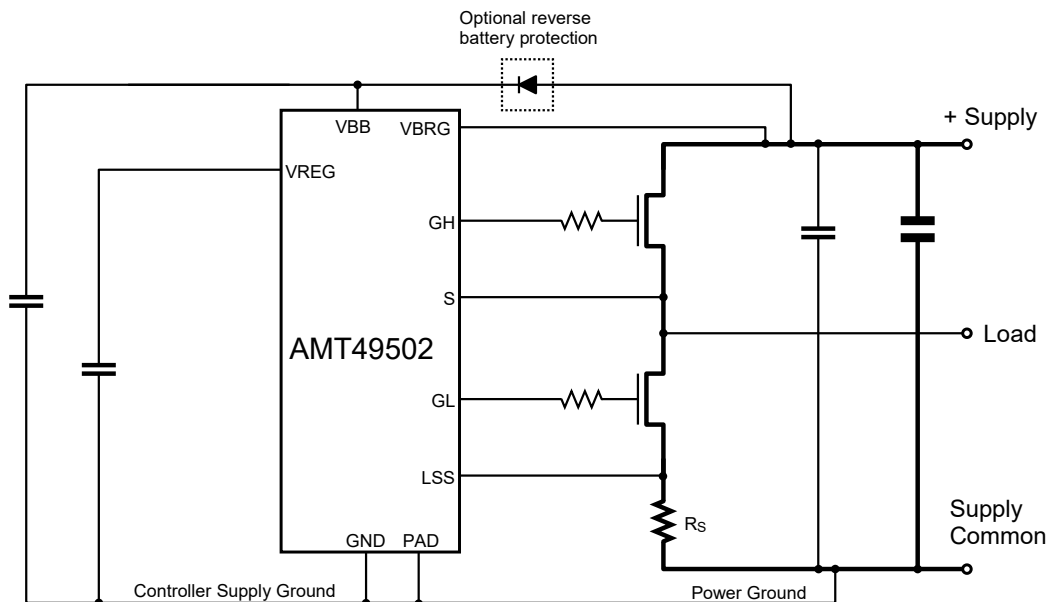 Optional reverse
battery protection
VBB
VBRG
+ Supply
VREG
GH
S
AMT49502
Load
GL
LSS
RS
Supply
Common
GND
PAD
Controller Supply Ground
Power Ground